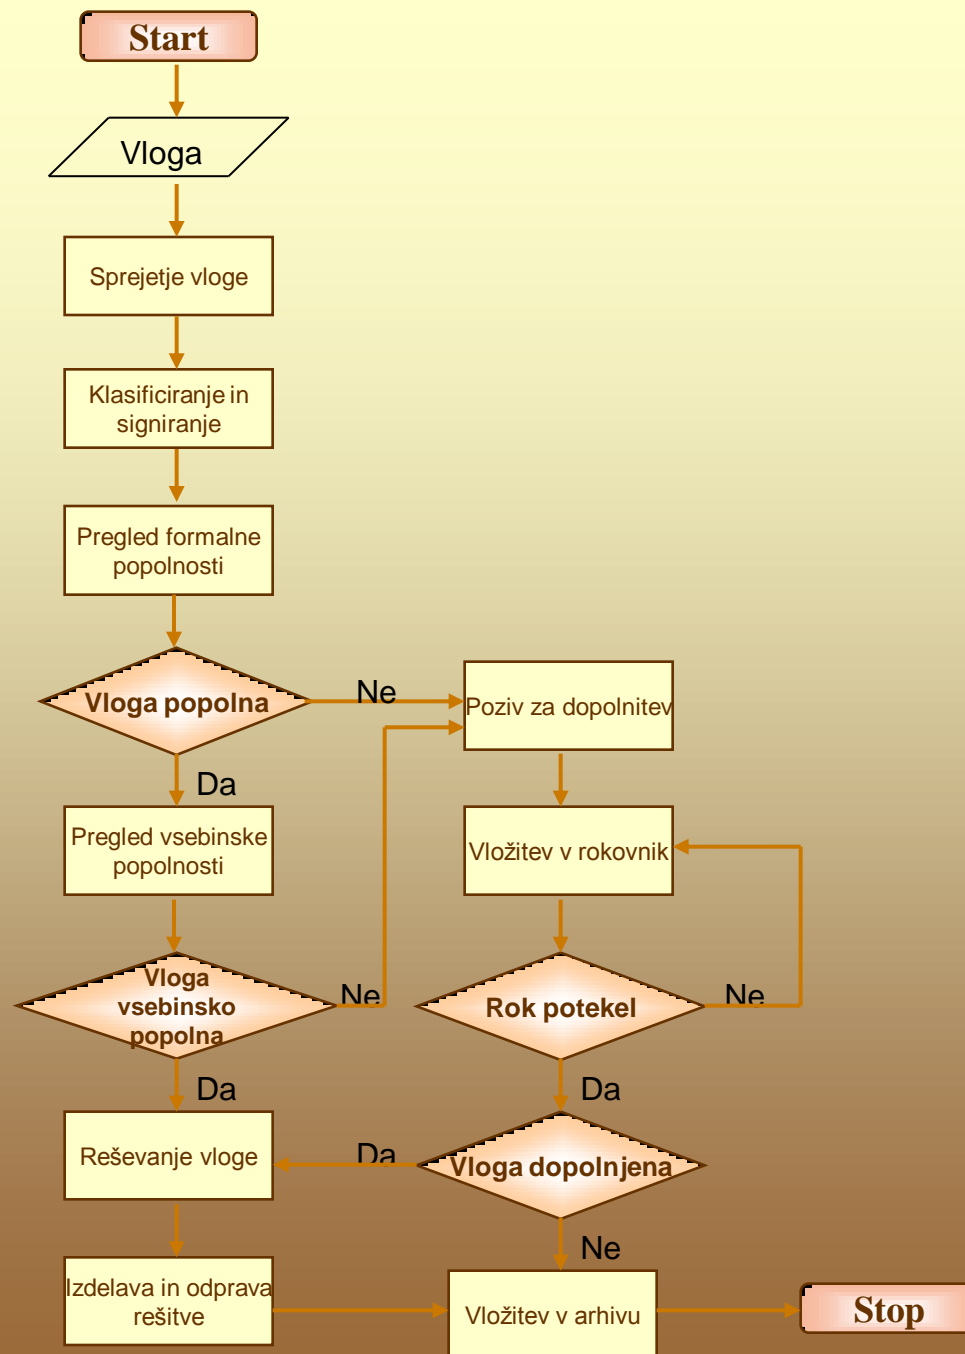 Start
Vloga
Sprejetje vloge
Klasificiranje in
signiranje
Pregled formalne
popolnosti
Vloga popolna
Ne
Poziv za dopolnitev
Da
Pregled vsebinske
popolnosti
Vložitev v rokovnik
Vloga
vsebinsko
popolna
Ne
Rok potekel
Ne
Da
Da
Reševanje vloge
Da
Vloga dopolnjena
Ne
Izdelava in odprava
rešitve
Vložitev v arhivu
Stop